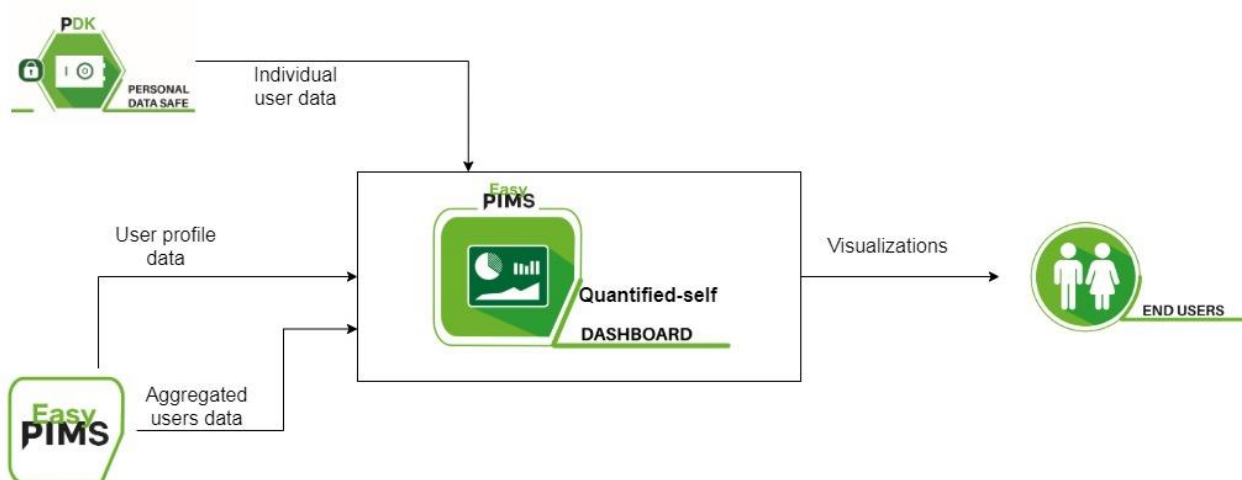 PDK
PERSONAL
DATA SAFE
Individual
user data
Easy
PIMS
Quantified-self
DASHBOARD
User profile
data
Visualizations
END USERS
Aggregated
users data
Easy
PIMS